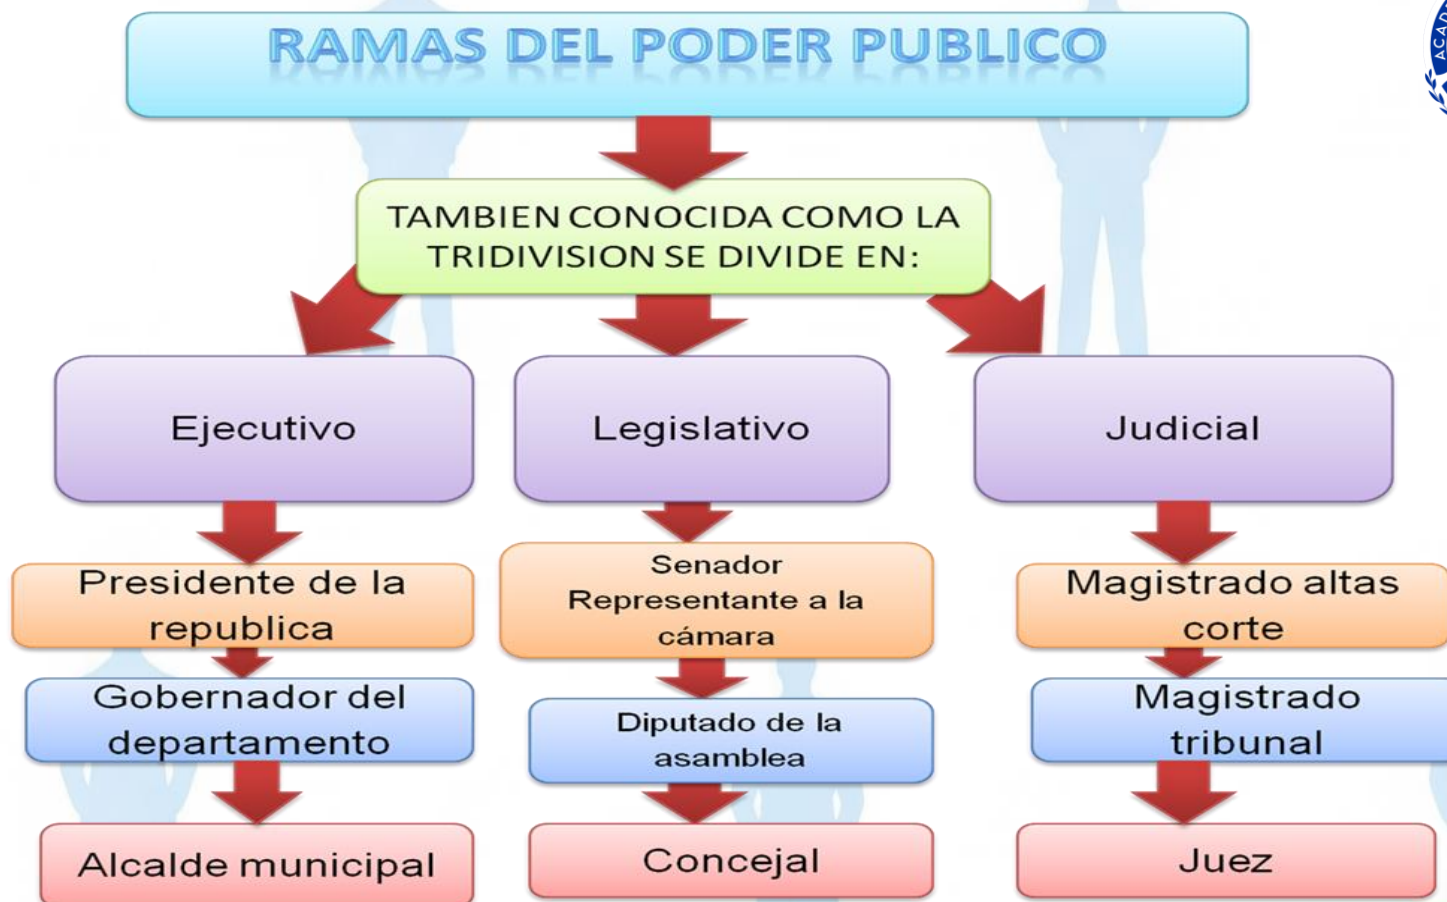 RAMAS DEL PODER PUBLICO
ACAD
TAMBIEN CONOCIDA COMO LA
TRIDIVISION SE DIVIDE EN:
Ejecutivo
Legislativo
Judicial
Presidente de la
republica
Senador
Representante a la
cámara
Magistrado altas
corte
Gobernador del
departamento
Diputado de la
asamblea
Magistrado
tribunal
Alcalde municipal
Concejal
Juez